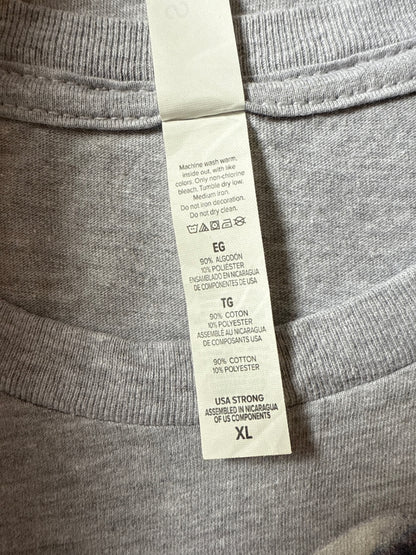 Machine wash warm,
inside out, with like
colors. Only non-chlorine
bleach. Tumble dry low.
Medium iron.
Do not iron decoration.
Do not dry clean.
EG
90% ALGODÓN
10% POLIÉSTER
ENSAMBLADO EN NICARAGUA
DE COMPONENTES DE USA
TG
90% COTON
10% POLYESTER
ASSEMBLÉ AU NICARAGUA
DE COMPOSANTS USA
90% COTTON
10% POLYESTER
USA STRONG
ASSEMBLED IN NICARAGUA
OF US COMPONENTS
XL